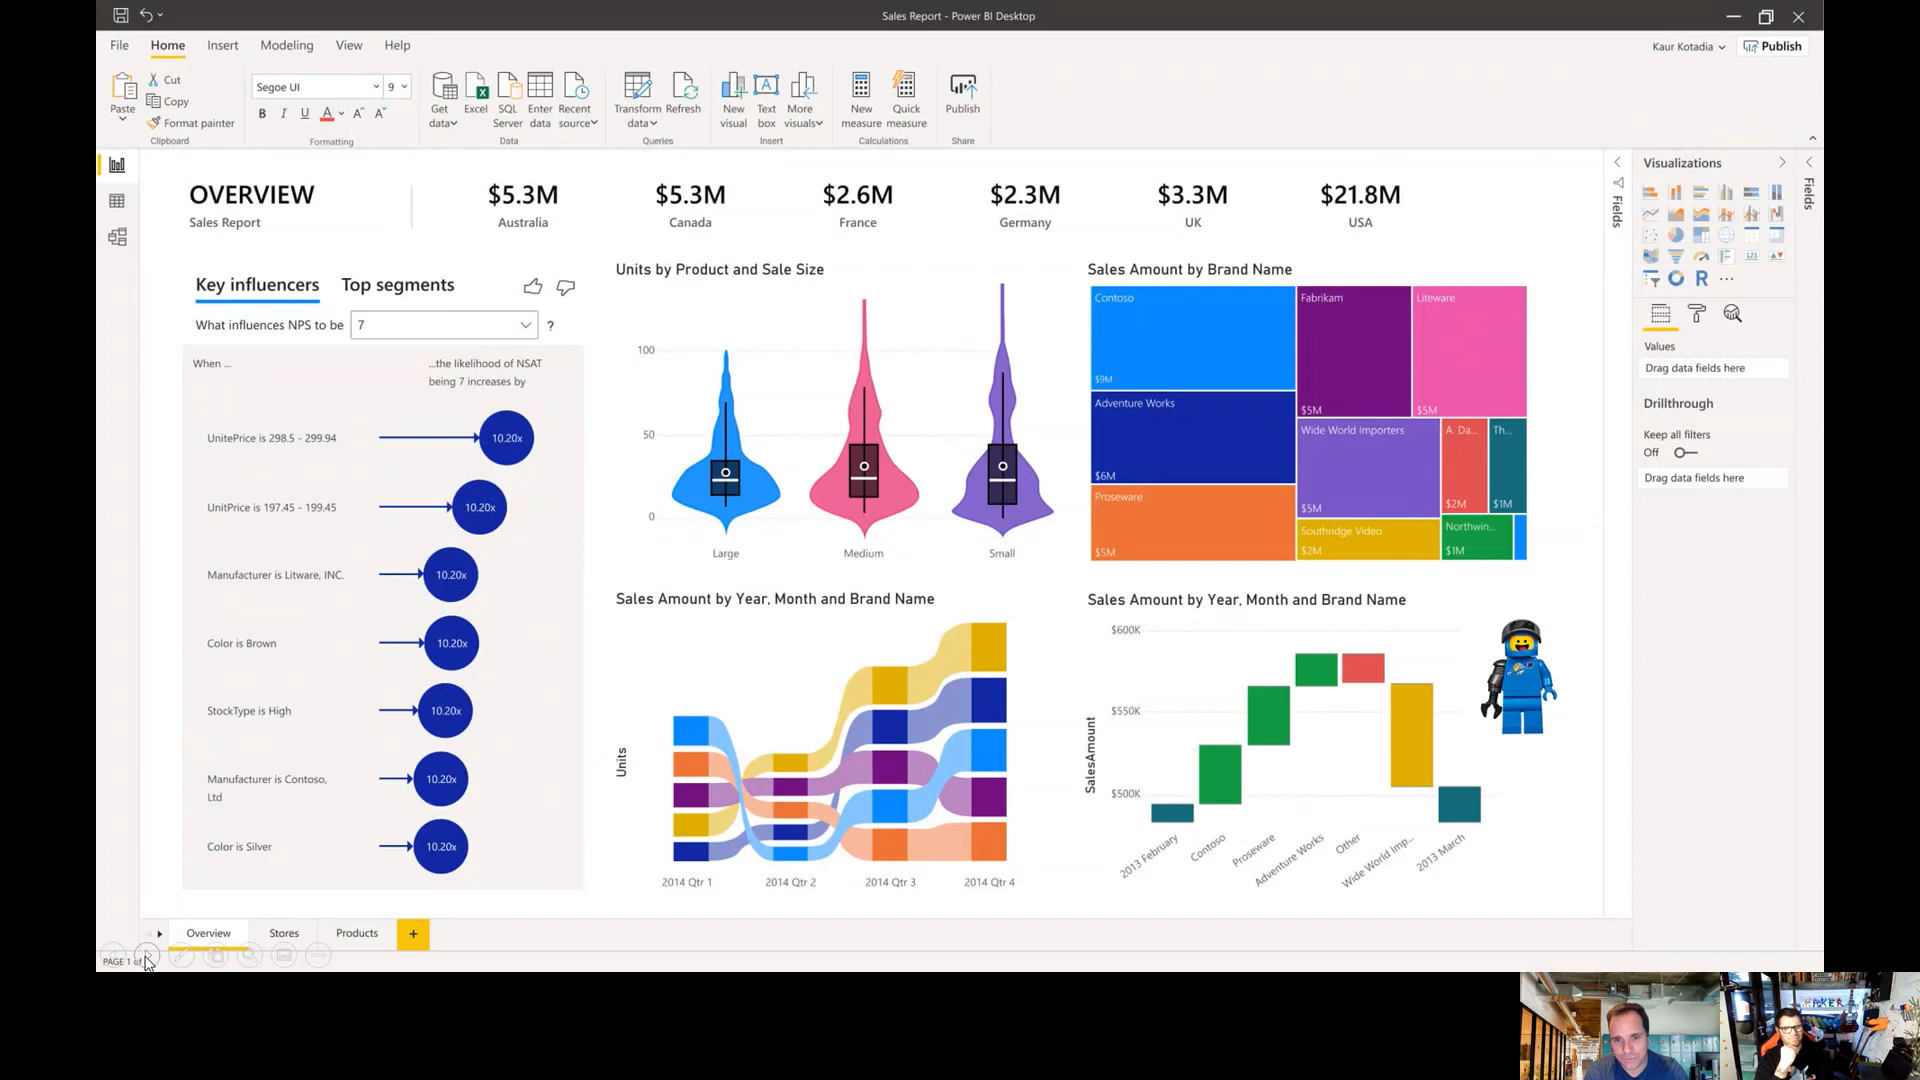 Sales Report - Power BI Desktop
File Home Insert Modeling View Help
Kaur Kotadia
Publish
Paste
Cut
Copy
Format painter
Clipboard
Segoe UI 9
B I U A A A
Formatting
Get data
Excel
SQL Server
Enter data
Recent source
Data
Transform data
Refresh
Queries
New visual
Text box
More visuals
Insert
New measure
Quick measure
Calculations
Publish
Share
OVERVIEW
Sales Report
$5.3M
Australia
$5.3M
Canada
$2.6M
France
$2.3M
Germany
$3.3M
UK
$21.8M
USA
Key influencers Top segments
What influences NPS to be 7 ?
When ...
...the likelihood of NSAT
being 7 increases by
UnitePrice is 298.5 - 299.94 10.20x
UnitPrice is 197.45 - 199.45 10.20x
Manufacturer is Litware, INC. 10.20x
Color is Brown 10.20x
StockType is High 10.20x
Manufacturer is Contoso,
Ltd
10.20x
Color is Silver 10.20x
Units by Product and Sale Size
100
50
0
Large Medium Small
Sales Amount by Brand Name
Contoso
$9M
Adventure Works
$6M
Proseware
$5M
Fabrikam
$5M
Liteware
$5M
Wide World Importers
$5M
Southridge Video
$2M
A. Da...
$2M
Th...
$1M
Northwin...
$1M
Sales Amount by Year, Month and Brand Name
Units
2014 Qtr 1 2014 Qtr 2 2014 Qtr 3 2014 Qtr 4
Sales Amount by Year, Month and Brand Name
SalesAmount
$600K
$550K
$500K
2013 February
Contoso
Proseware
Adventure Works
Other
Wide World Imp...
2013 March
Fields
Visualizations
R
Values
Drag data fields here
Drillthrough
Keep all filters
Off
Drag data fields here
Fields
Overview Stores Products +
PAGE 1 of
MAKER